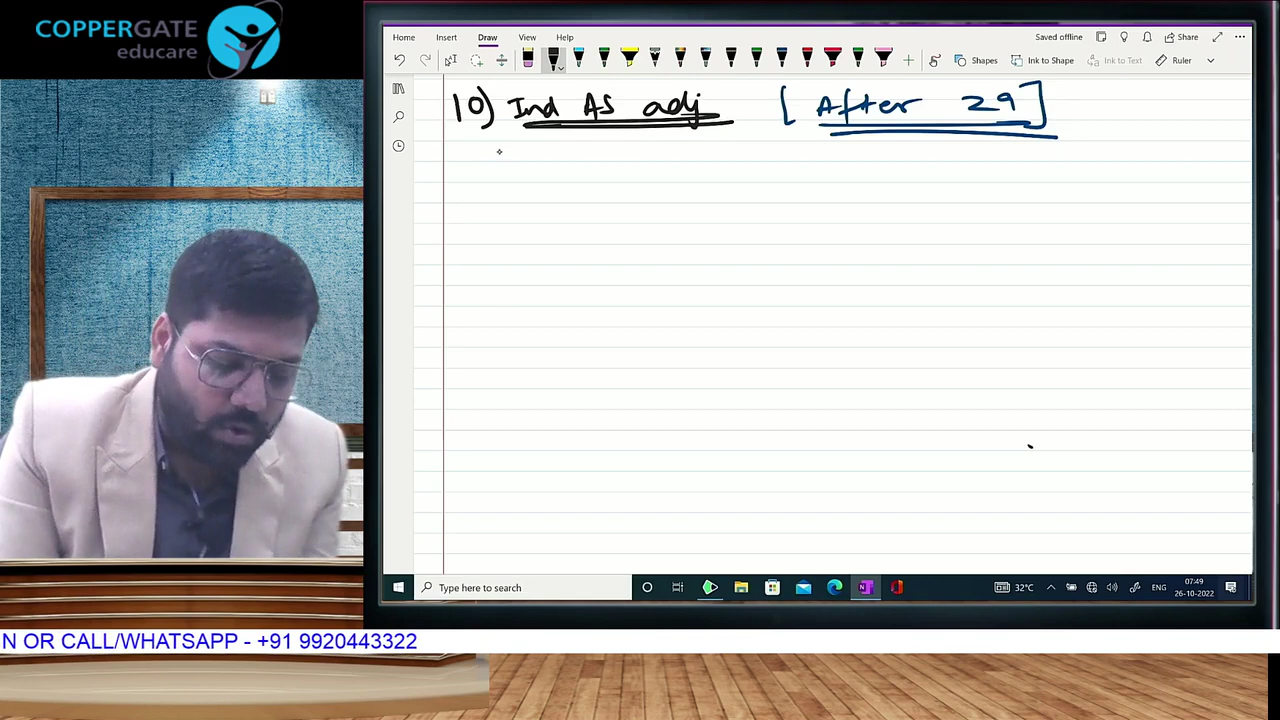 COPPERGATE
educare
Home Insert Draw View Help
Saved offline Share
Shapes Ink to Shape Ink to Text Ruler
10) Ind AS adj [After 29]
Type here to search
32°C ENG 07:49
26-10-2022
N OR CALL/WHATSAPP - +91 9920443322